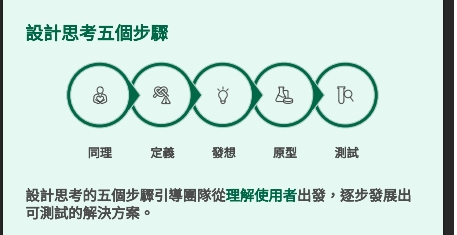 設計思考五個步驟
同理
定義
發想
原型
測試
設計思考的五個步驟引導團隊從理解使用者出發，逐步發展出
可測試的解決方案。